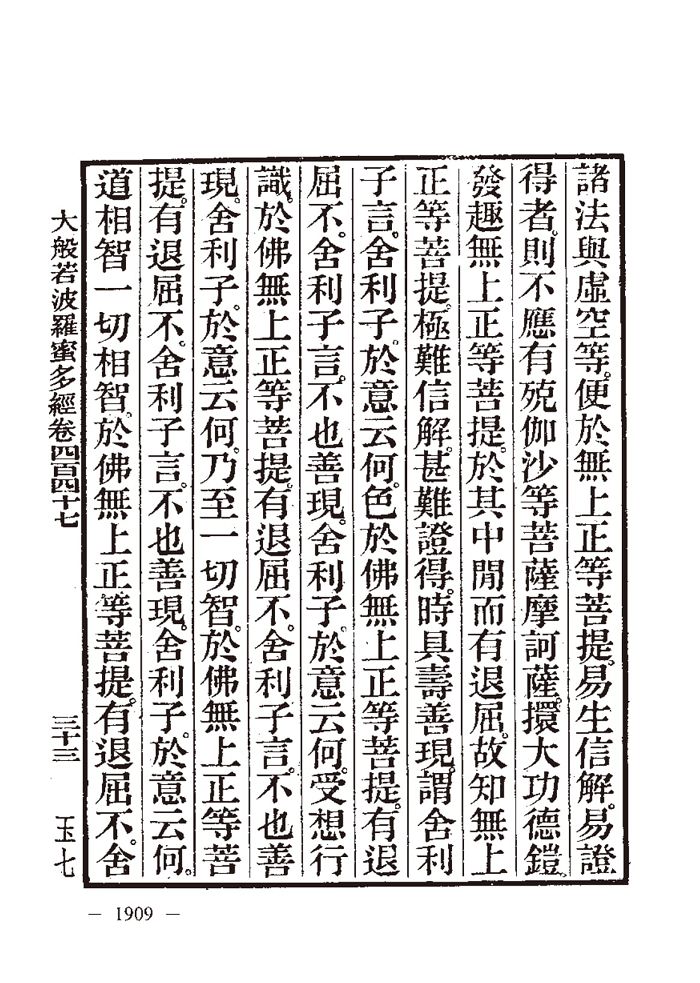 諸法與虛空等。便於無上正等菩提。易生信解。易證
得者。則不應有殑伽沙等菩薩摩訶薩。擐大功德鎧
發趣無上正等菩提。於其中閒而有退屈。故知無上
正等菩提。極難信解。甚難證得。時具壽善現。謂舍利
子言。舍利子。於意云何。色於佛無上正等菩提。有退
屈不。舍利子言。不也善現。舍利子。於意云何。受想行
識。於佛無上正等菩提。有退屈不。舍利子言。不也善
現。舍利子。於意云何。乃至一切智。於佛無上正等菩
提。有退屈不。舍利子言。不也善現。舍利子。於意云何。
道相智一切相智。於佛無上正等菩提。有退屈不。舍
大般若波羅蜜多經卷四百四十七
三十三
玉七
— 1909 —